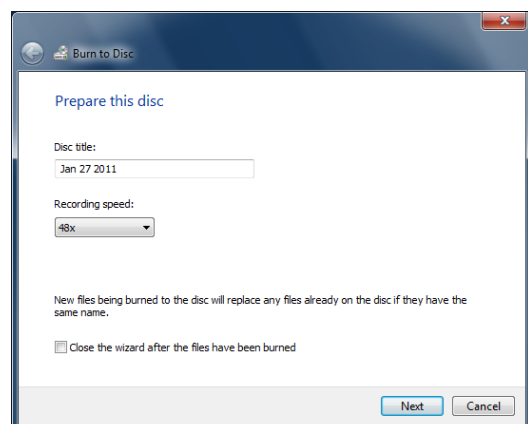 Burn to Disc
Prepare this disc
Disc title:
Jan 27 2011
Recording speed:
48x
New files being burned to the disc will replace any files already on the disc if they have the
same name.
Close the wizard after the files have been burned
Next Cancel